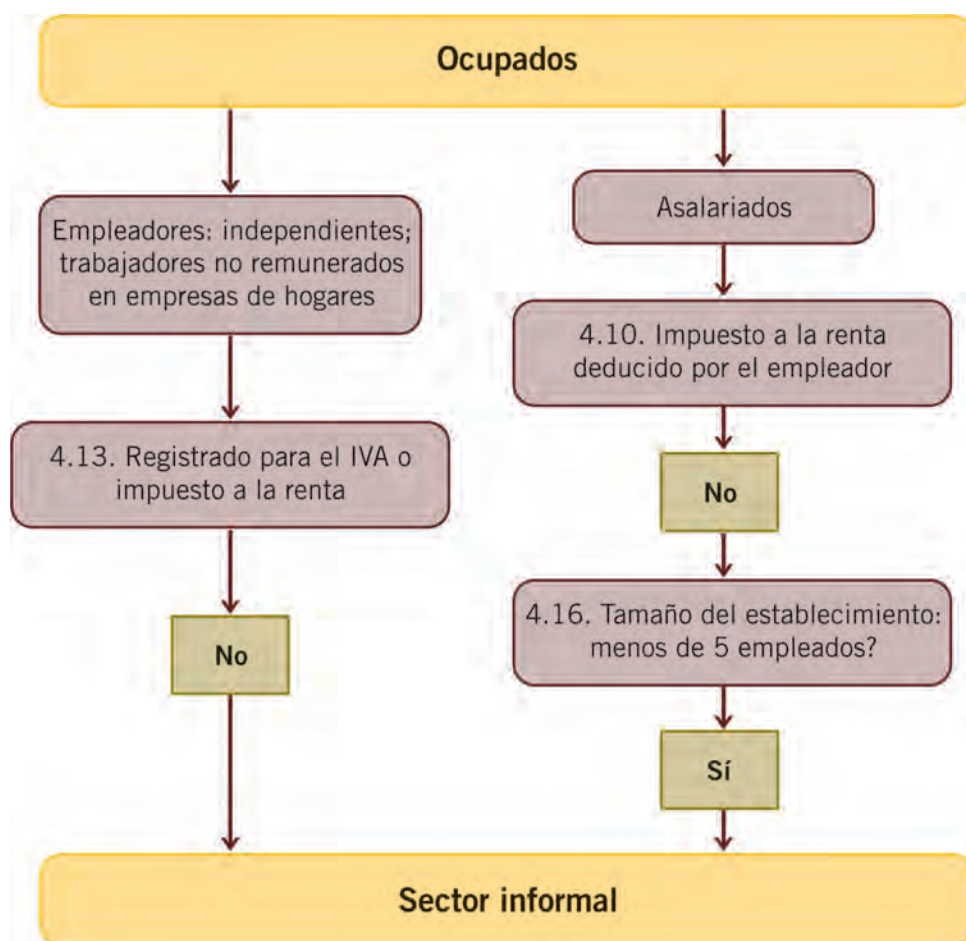 Ocupados
Empleadores: independientes;
trabajadores no remunerados
en empresas de hogares
4.13. Registrado para el IVA o
impuesto a la renta
No
Asalariados
4.10. Impuesto a la renta
deducido por el empleador
No
4.16. Tamaño del establecimiento:
menos de 5 empleados?
Sí
Sector informal